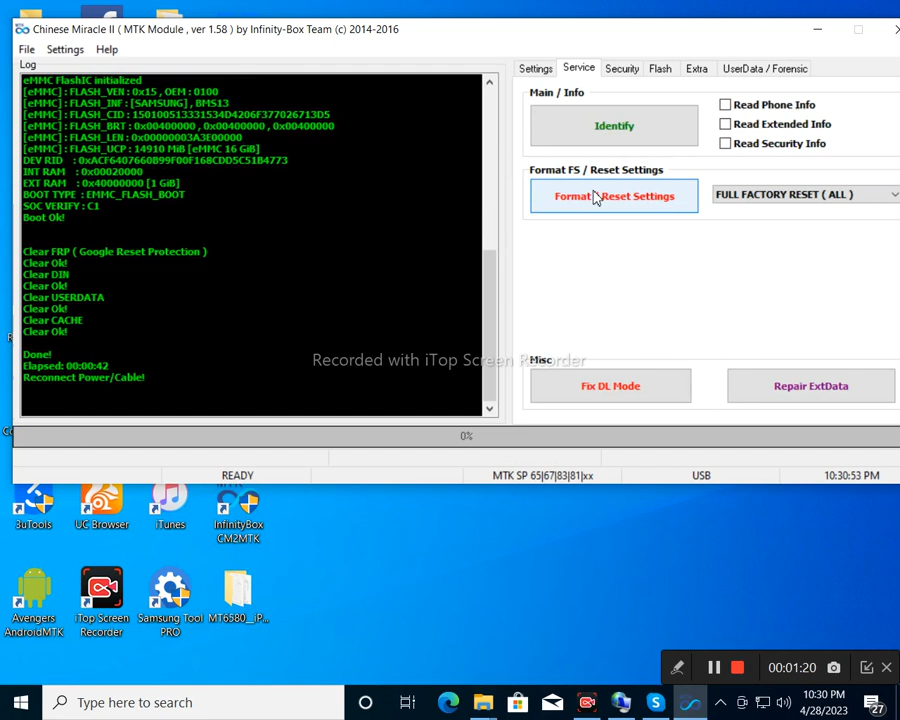 Chinese Miracle II ( MTK Module , ver 1.58 ) by Infinity-Box Team (c) 2014-2016
File Settings Help
Log
eMMC FlashIC initialized
[eMMC] : FLASH_VEN : 0x15 , OEM : 0100
[eMMC] : FLASH_INF : [SAMSUNG] , BMS13
[eMMC] : FLASH_CID : 150100513331534D4206F377026713D5
[eMMC] : FLASH_BRT : 0x00400000 , 0x00400000 , 0x00400000
[eMMC] : FLASH_LEN : 0x00000003A3E00000
[eMMC] : FLASH_UCP : 14910 MiB [eMMC 16 GiB]
DEV RID : 0xACF6407660B99F00F168CDD5C51B4773
INT RAM : 0x00020000
EXT RAM : 0x40000000 [1 GiB]
BOOT TYPE : EMMC_FLASH_BOOT
SOC VERIFY : C1
Boot Ok!
Clear FRP ( Google Reset Protection )
Clear Ok!
Clear DIN
Clear Ok!
Clear USERDATA
Clear Ok!
Clear CACHE
Clear Ok!
Done!
Elapsed: 00:00:42
Reconnect Power/Cable!
Settings Service Security Flash Extra UserData / Forensic
Main / Info
Identify
Read Phone Info
Read Extended Info
Read Security Info
Format FS / Reset Settings
Format Reset Settings
FULL FACTORY RESET ( ALL )
Recorded with iTop Screen Recorder
Misc
Fix DL Mode
Repair ExtData
0%
READY MTK SP 65|67|83|81|xx USB 10:30:53 PM
3uTools
UC Browser
iTunes
InfinityBox
CM2MTK
Avengers
AndroidMTK
iTop Screen
Recorder
Samsung Tool
PRO
MT6580__iP...
00:01:20
Type here to search
10:30 PM
4/28/2023
27